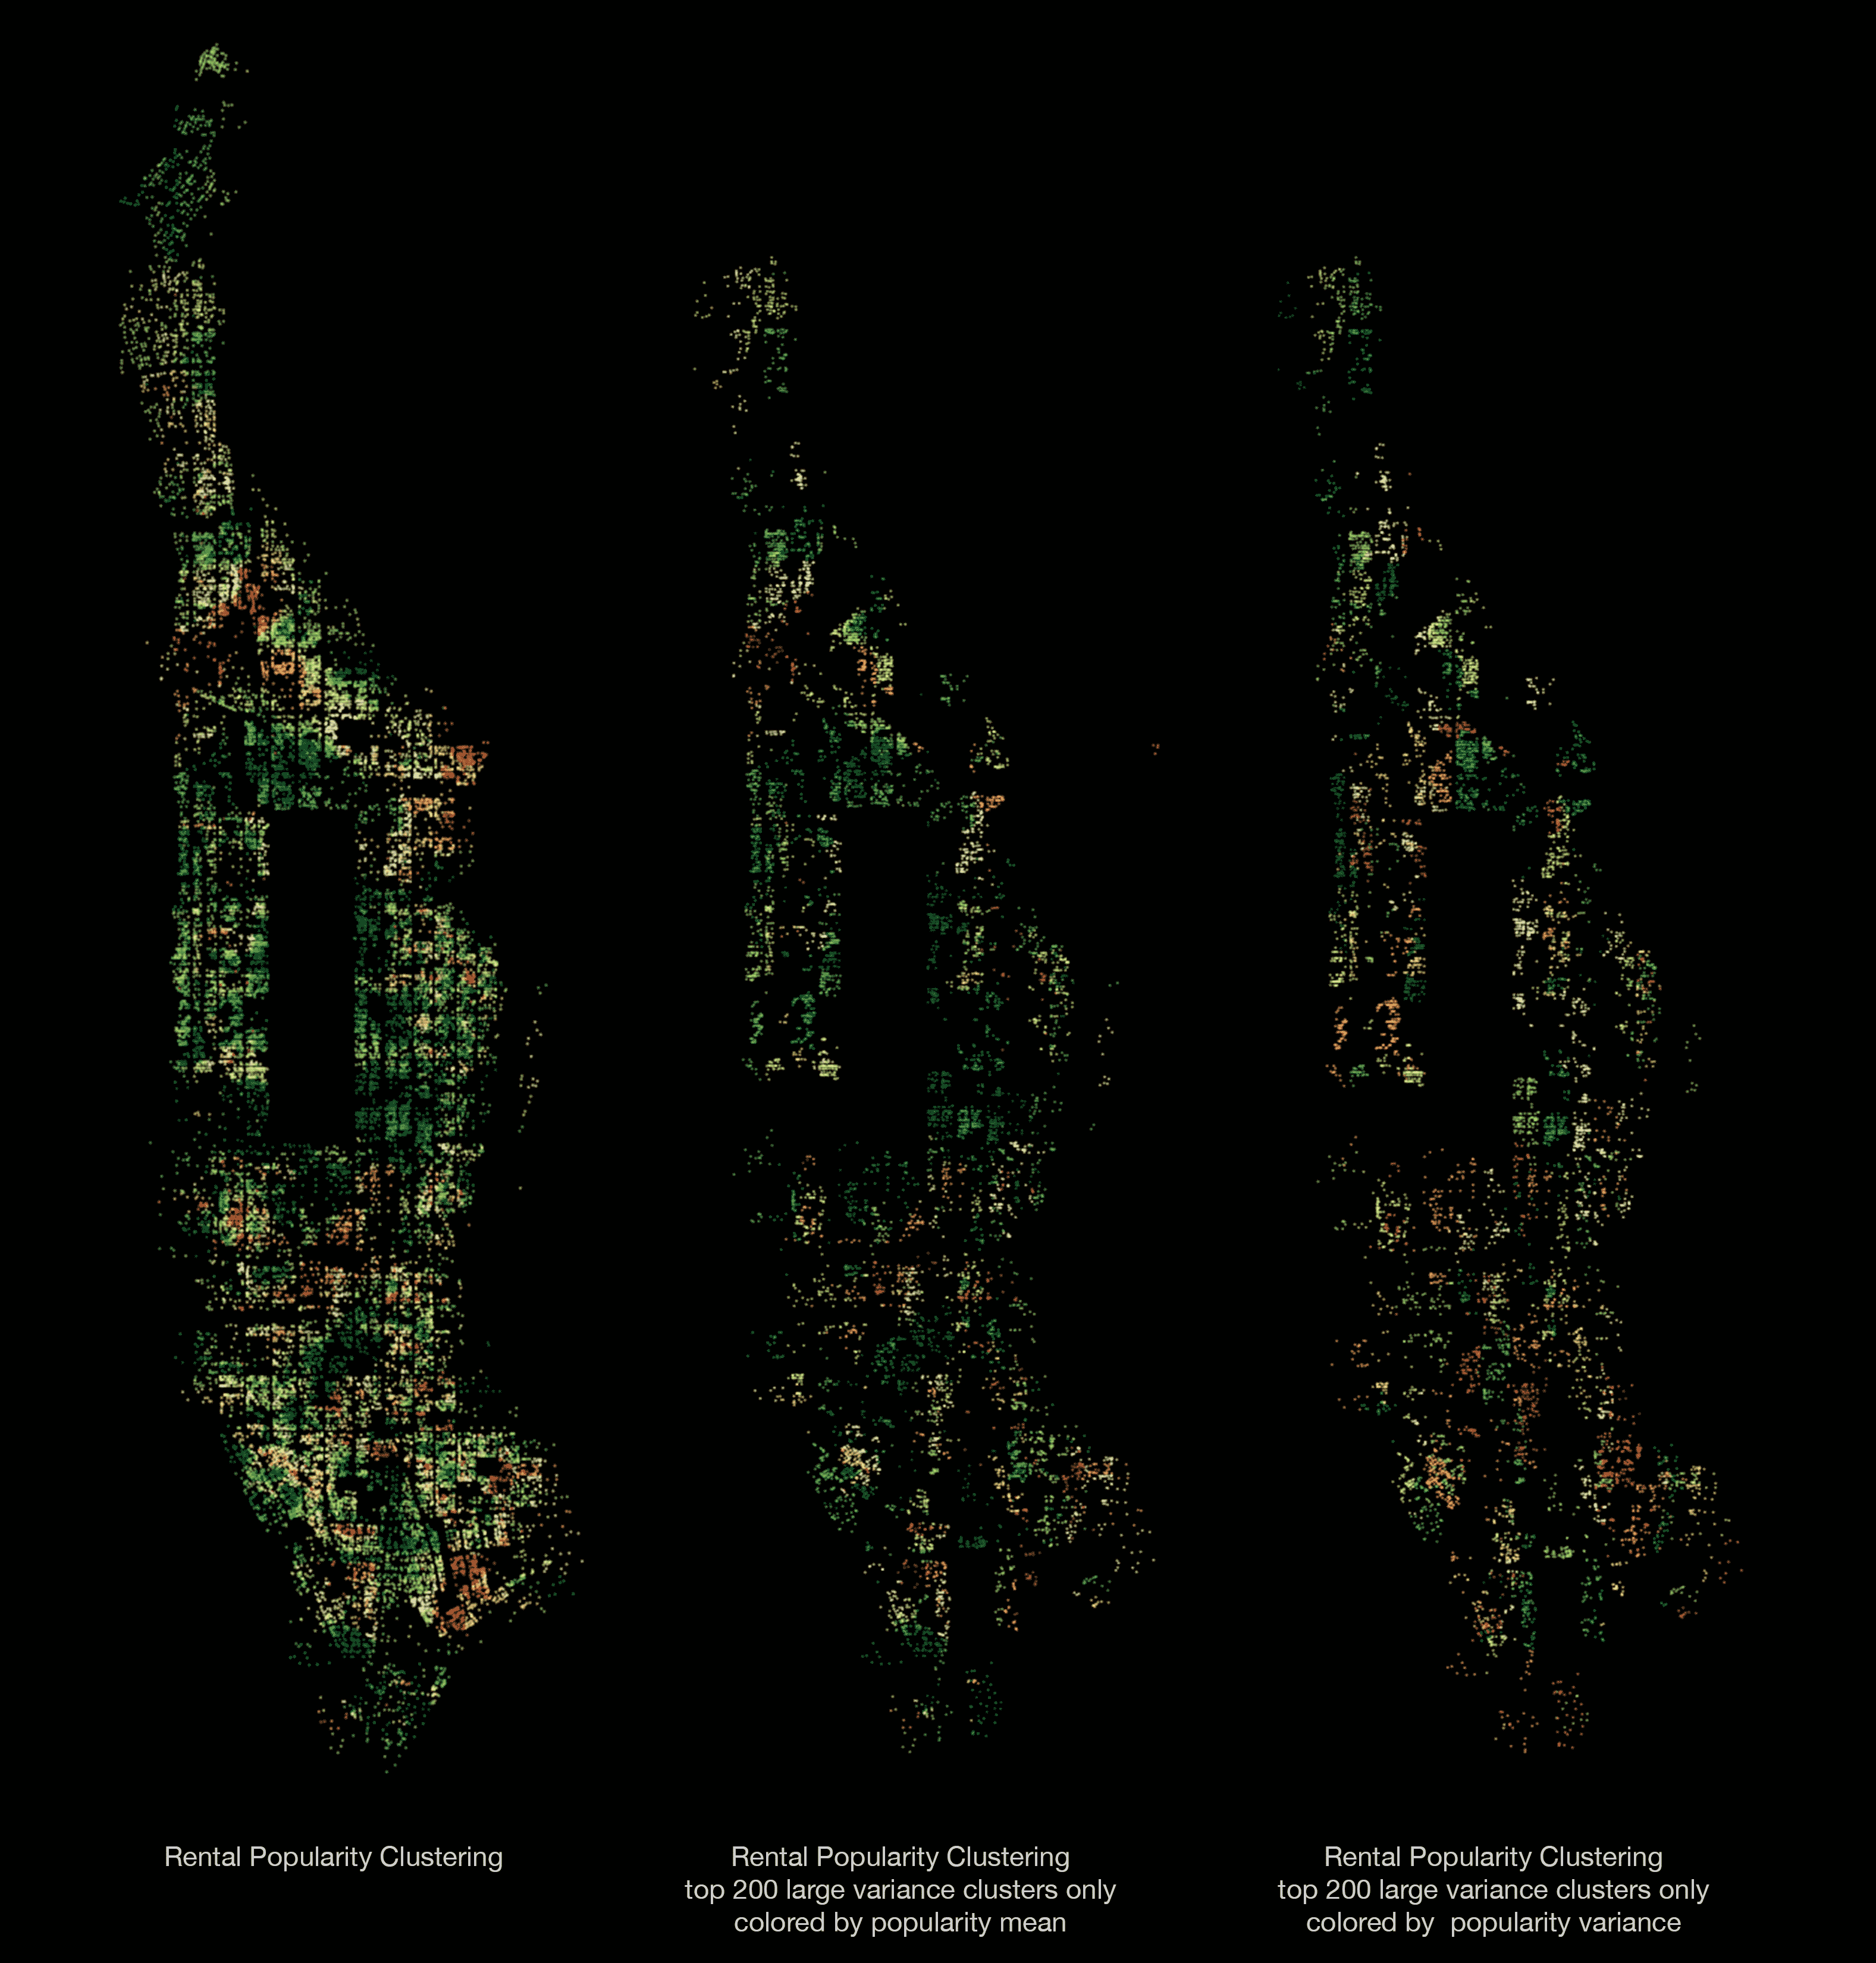 Rental Popularity Clustering
Rental Popularity Clustering
top 200 large variance clusters only
colored by popularity mean
Rental Popularity Clustering
top 200 large variance clusters only
colored by  popularity variance